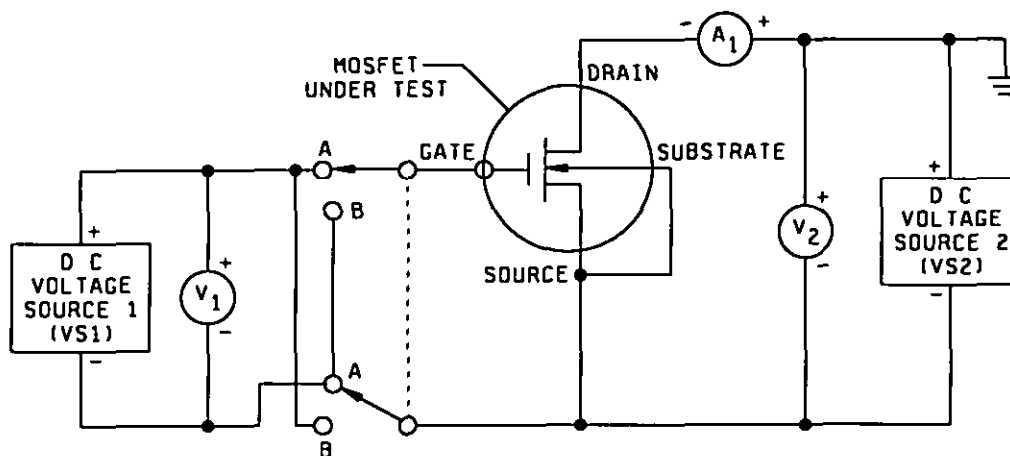 - A1 +
MOSFET
UNDER TEST
DRAIN
A
GATE
SUBSTRATE
B
+
D C
VOLTAGE
SOURCE 1
(VS1)
-
+
V1
-
SOURCE
+
V2
-
+
D C
VOLTAGE
SOURCE 2
(VS2)
-
A
B